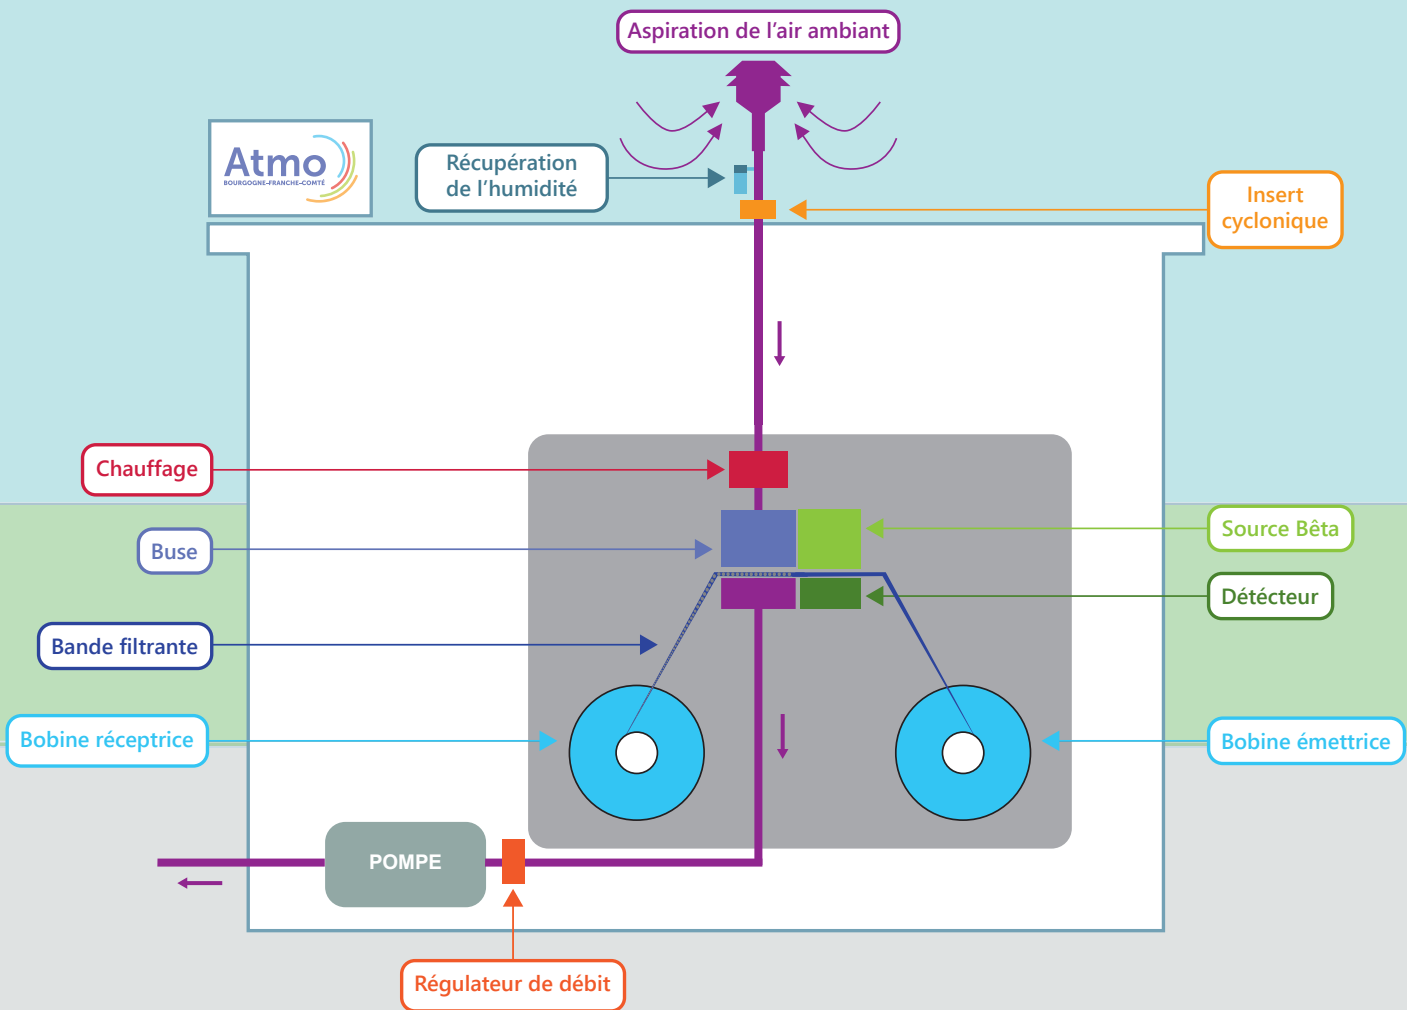 Aspiration de l'air ambiant
Atmo
BOURGOGNE-FRANCHE-COMTÉ
Récupération
de l'humidité
Insert
cyclonique
Chauffage
Source Bêta
Buse
Détécteur
Bande filtrante
Bobine réceptrice
Bobine émettrice
POMPE
Régulateur de débit